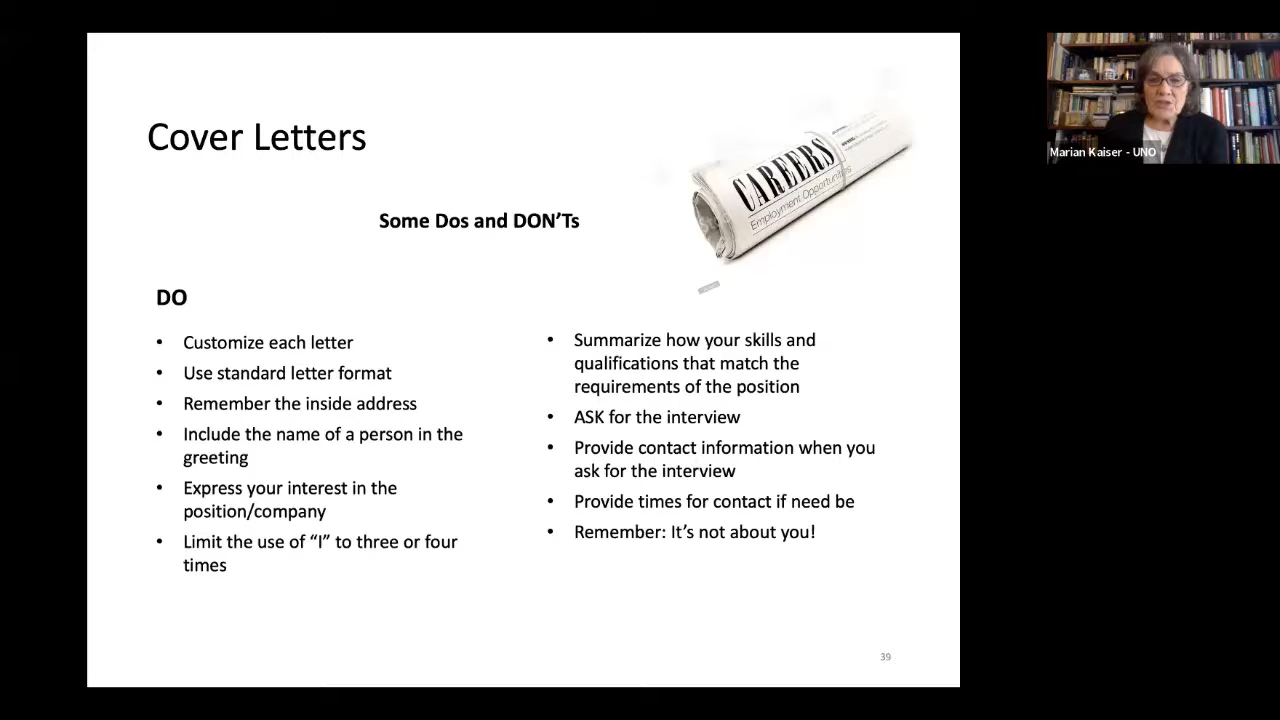 Cover Letters
CAREERS
Employment Opportunities
Some Dos and DON'Ts
DO
• Customize each letter
• Use standard letter format
• Remember the inside address
• Include the name of a person in the
greeting
• Express your interest in the
position/company
• Limit the use of “I” to three or four
times
• Summarize how your skills and
qualifications that match the
requirements of the position
• ASK for the interview
• Provide contact information when you
ask for the interview
• Provide times for contact if need be
• Remember: It’s not about you!
39
Marian Kaiser - UNO